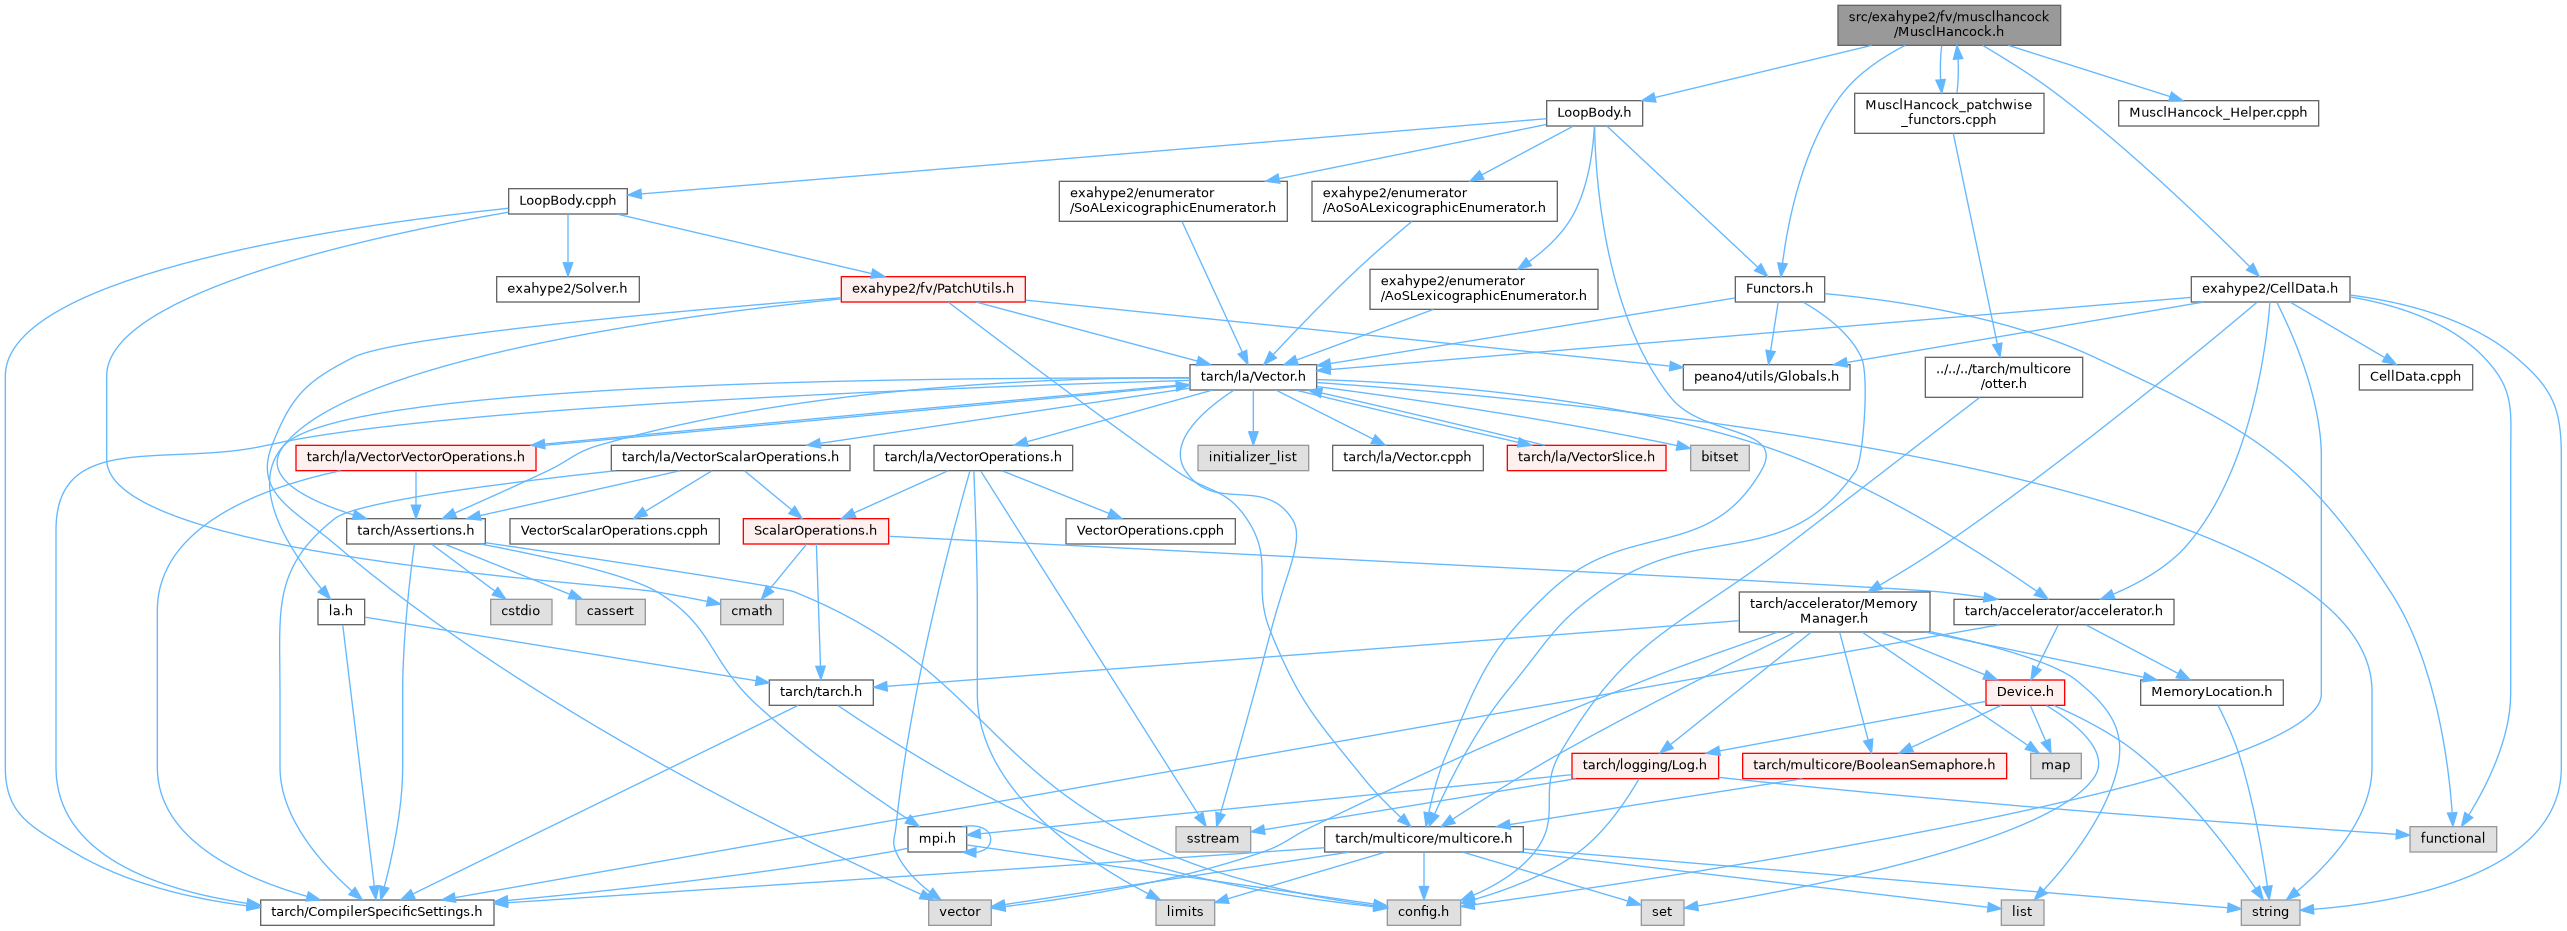 src/exahype2/fv/musclhancock
/MusclHancock.h
LoopBody.h
MusclHancock_patchwise
_functors.cpph
MusclHancock_Helper.cpph
LoopBody.cpph
exahype2/enumerator
/SoALexicographicEnumerator.h
exahype2/enumerator
/AoSoALexicographicEnumerator.h
exahype2/Solver.h
exahype2/fv/PatchUtils.h
exahype2/enumerator
/AoSLexicographicEnumerator.h
Functors.h
exahype2/CellData.h
tarch/la/Vector.h
peano4/utils/Globals.h
../../../tarch/multicore
/otter.h
CellData.cpph
tarch/la/VectorVectorOperations.h
tarch/la/VectorScalarOperations.h
tarch/la/VectorOperations.h
initializer_list
tarch/la/Vector.cpph
tarch/la/VectorSlice.h
bitset
tarch/Assertions.h
VectorScalarOperations.cpph
ScalarOperations.h
VectorOperations.cpph
la.h
cstdio
cassert
cmath
tarch/accelerator/Memory
Manager.h
tarch/accelerator/accelerator.h
tarch/tarch.h
Device.h
MemoryLocation.h
tarch/logging/Log.h
tarch/multicore/BooleanSemaphore.h
map
mpi.h
sstream
tarch/multicore/multicore.h
functional
tarch/CompilerSpecificSettings.h
vector
limits
config.h
set
list
string